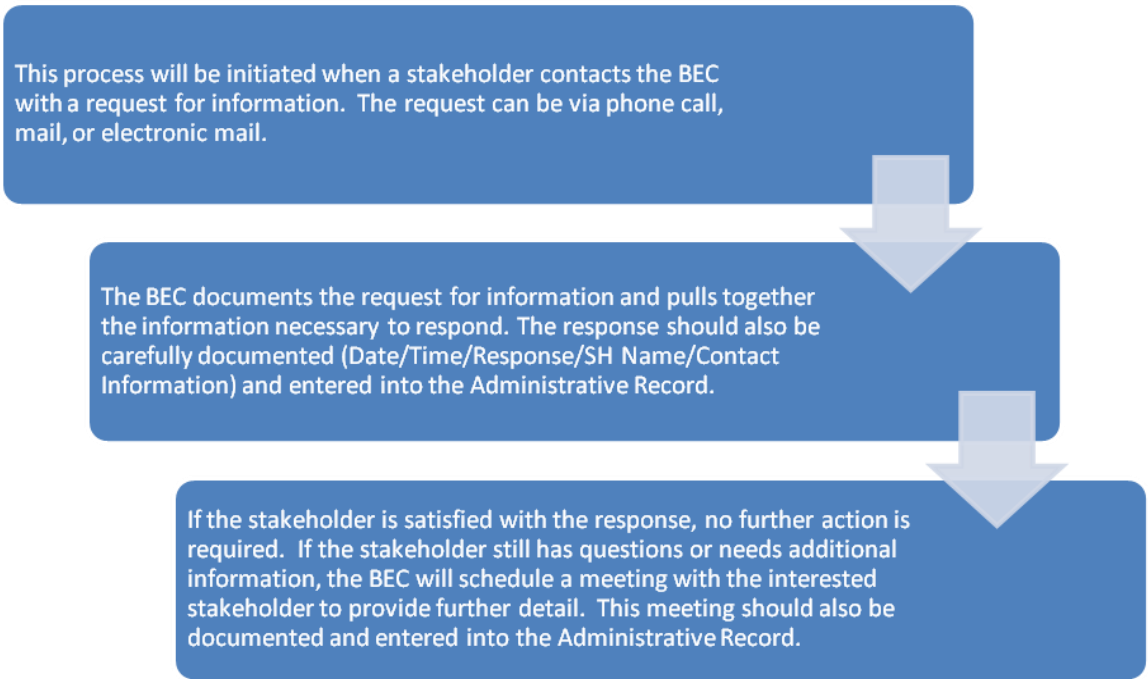 This process will be initiated when a stakeholder contacts the BEC
with a request for information.  The request can be via phone call,
mail, or electronic mail.
The BEC documents the request for information and pulls together
the information necessary to respond. The response should also be
carefully documented (Date/Time/Response/SH Name/Contact
Information) and entered into the Administrative Record.
If the stakeholder is satisfied with the response, no further action is
required.  If the stakeholder still has questions or needs additional
information, the BEC will schedule a meeting with the interested
stakeholder to provide further detail.  This meeting should also be
documented and entered into the Administrative Record.